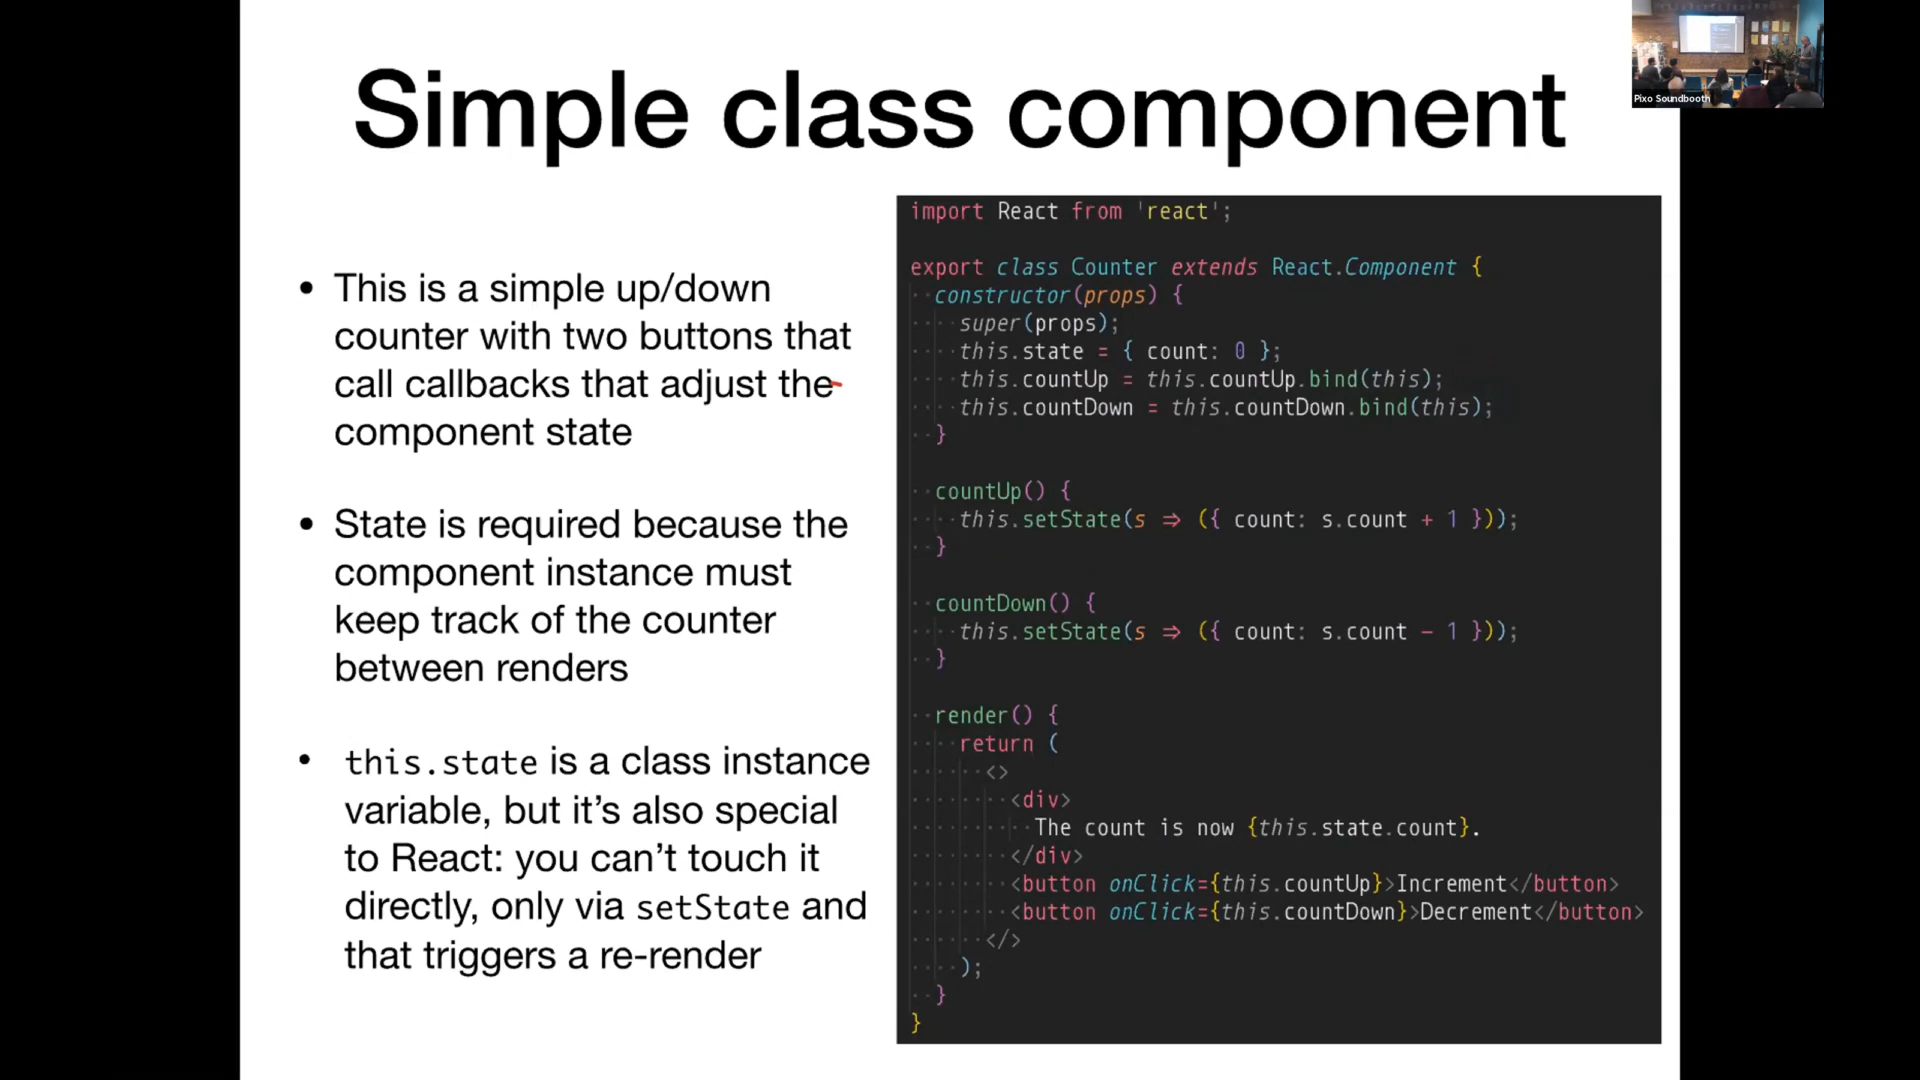 Simple class component
Pixo Soundbooth
• This is a simple up/down
counter with two buttons that
call callbacks that adjust the
component state
• State is required because the
component instance must
keep track of the counter
between renders
• this.state is a class instance
variable, but it’s also special
to React: you can’t touch it
directly, only via setState and
that triggers a re-render
import React from 'react';
export class Counter extends React.Component {
constructor(props) {
super(props);
this.state = { count: 0 };
this.countUp = this.countUp.bind(this);
this.countDown = this.countDown.bind(this);
}
countUp() {
this.setState(s ⇒ ({ count: s.count + 1 }));
}
countDown() {
this.setState(s ⇒ ({ count: s.count − 1 }));
}
render() {
return (
<>
<div>
The count is now {this.state.count}.
</div>
<button onClick={this.countUp}>Increment</button>
<button onClick={this.countDown}>Decrement</button>
</>
);
}
}